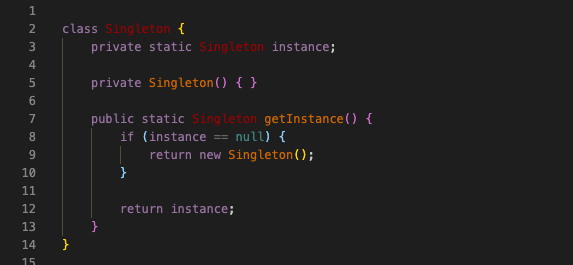 1
2 class Singleton {
3     private static Singleton instance;
4
5     private Singleton() { }
6
7     public static Singleton getInstance() {
8         if (instance == null) {
9             return new Singleton();
10         }
11
12         return instance;
13     }
14 }
15